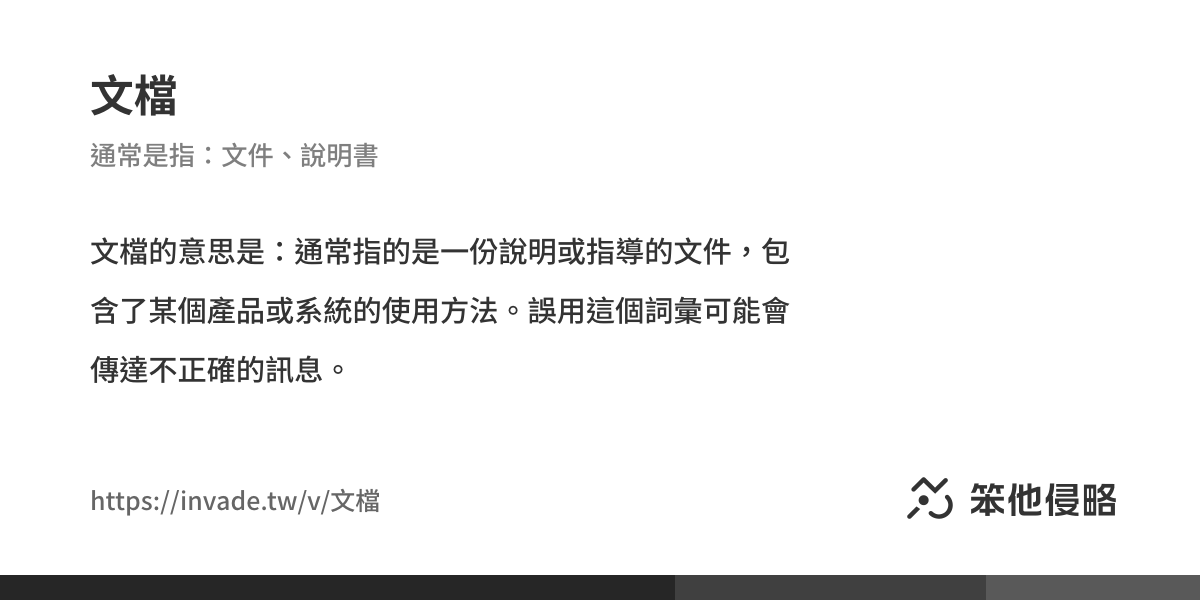 文檔
通常是指：文件、說明書
文檔的意思是：通常指的是一份說明或指導的文件，包
含了某個產品或系統的使用方法。誤用這個詞彙可能會
傳達不正確的訊息。
https://invade.tw/v/文檔
笨他侵略